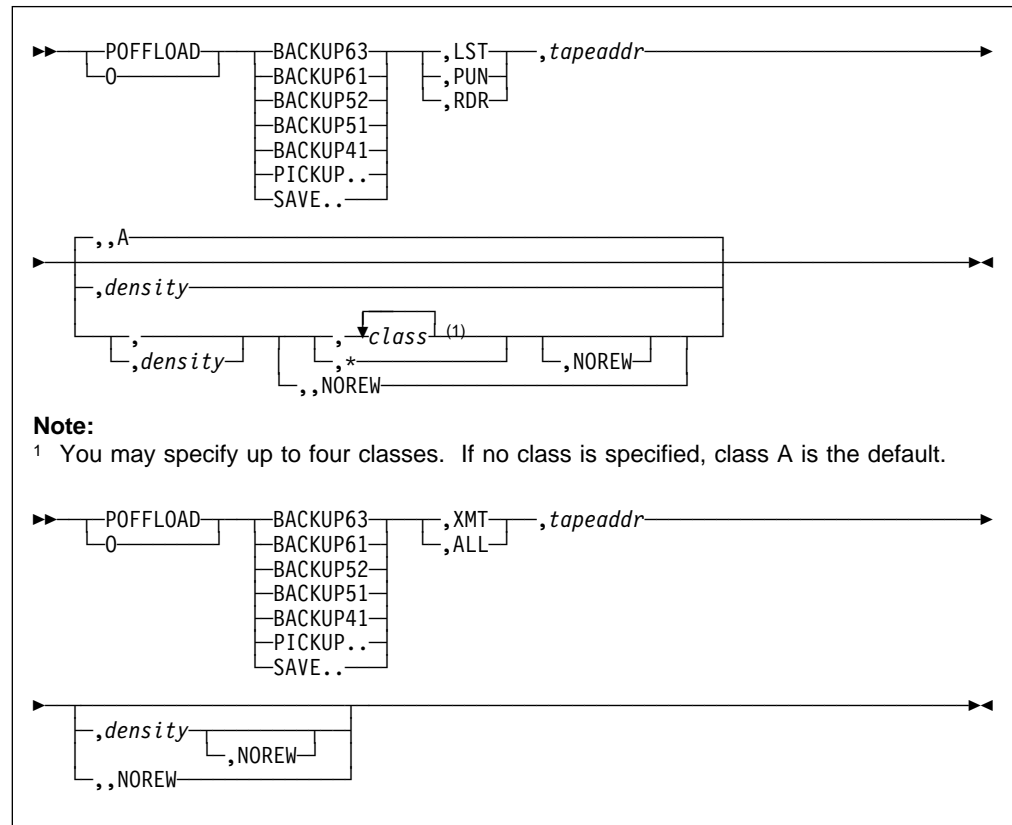 POFFLOAD BACKUP63 ,LST ,tapeaddr
O BACKUP61 ,PUN
BACKUP52 ,RDR
BACKUP51
BACKUP41
PICKUP..
SAVE..
,,A
,density
, , class (1)
,density ,* ,NOREW
,,NOREW
Note:
1 You may specify up to four classes. If no class is specified, class A is the default.
POFFLOAD BACKUP63 ,XMT ,tapeaddr
O BACKUP61 ,ALL
BACKUP52
BACKUP51
BACKUP41
PICKUP..
SAVE..
,density
,NOREW
,,NOREW